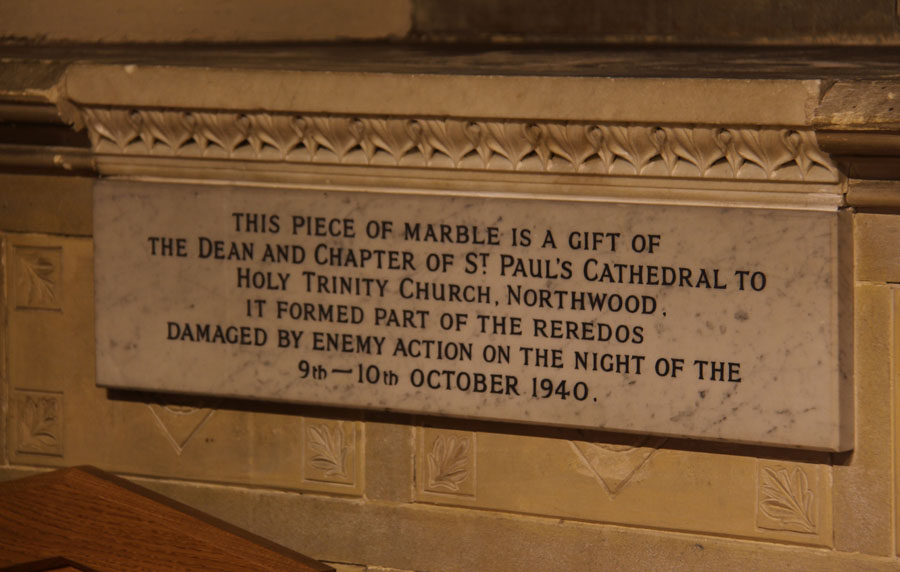 THIS PIECE OF MARBLE IS A GIFT OF
THE DEAN AND CHAPTER OF ST PAUL'S CATHEDRAL TO
HOLY TRINITY CHURCH, NORTHWOOD.
IT FORMED PART OF THE REREDOS
DAMAGED BY ENEMY ACTION ON THE NIGHT OF THE
9th—10th OCTOBER 1940.